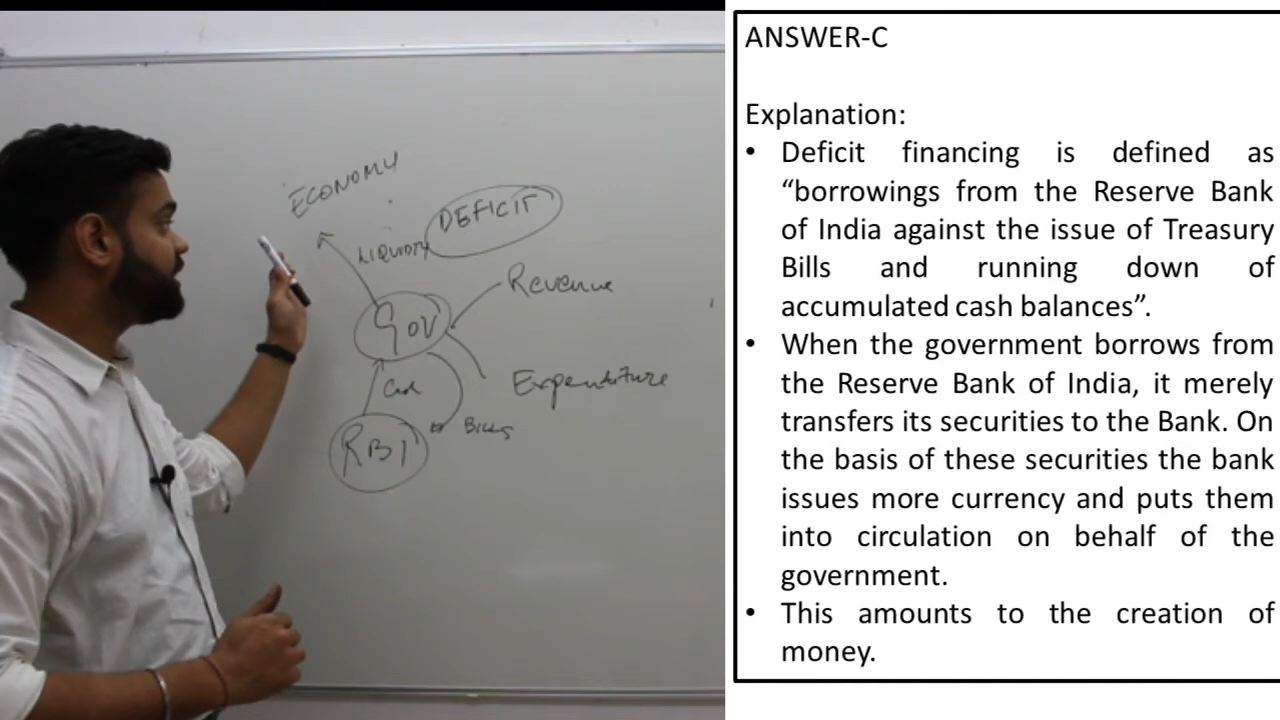 ECONOMY
DEFICIT
LIQUIDITY
Revenue
Gov
Expenditure
RBI
Bills
ANSWER-C
Explanation:
• Deficit financing is defined as
“borrowings from the Reserve Bank
of India against the issue of Treasury
Bills and running down of
accumulated cash balances”.
• When the government borrows from
the Reserve Bank of India, it merely
transfers its securities to the Bank. On
the basis of these securities the bank
issues more currency and puts them
into circulation on behalf of the
government.
• This amounts to the creation of
money.